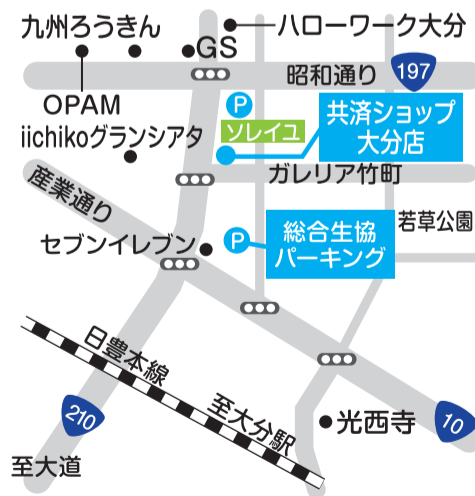 九州ろうきん
ハローワーク大分
GS
昭和通り
197
OPAM
P
ソレイユ
共済ショップ
大分店
iichikoグランシアタ
ガレリア竹町
産業通り
若草公園
セブンイレブン
P
総合生協
パーキング
日豊本線
至大分駅
光西寺
210
10
至大道